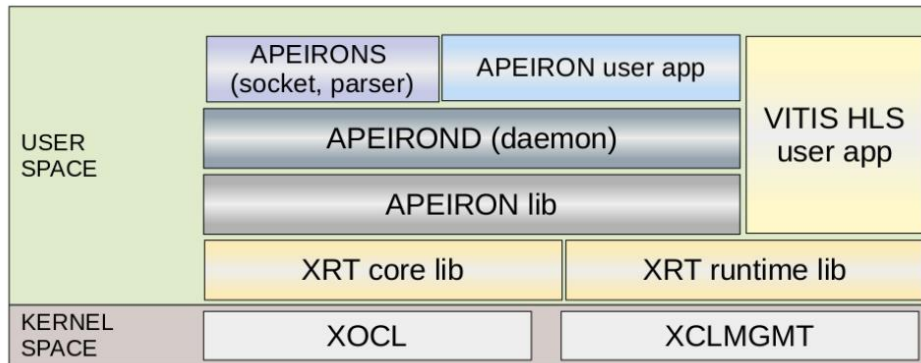 APEIRONS
(socket, parser)
APEIRON user app
VITIS HLS
user app
USER
SPACE
APEIROND (daemon)
APEIRON lib
XRT core lib
XRT runtime lib
KERNEL
SPACE
XOCL
XCLMGMT